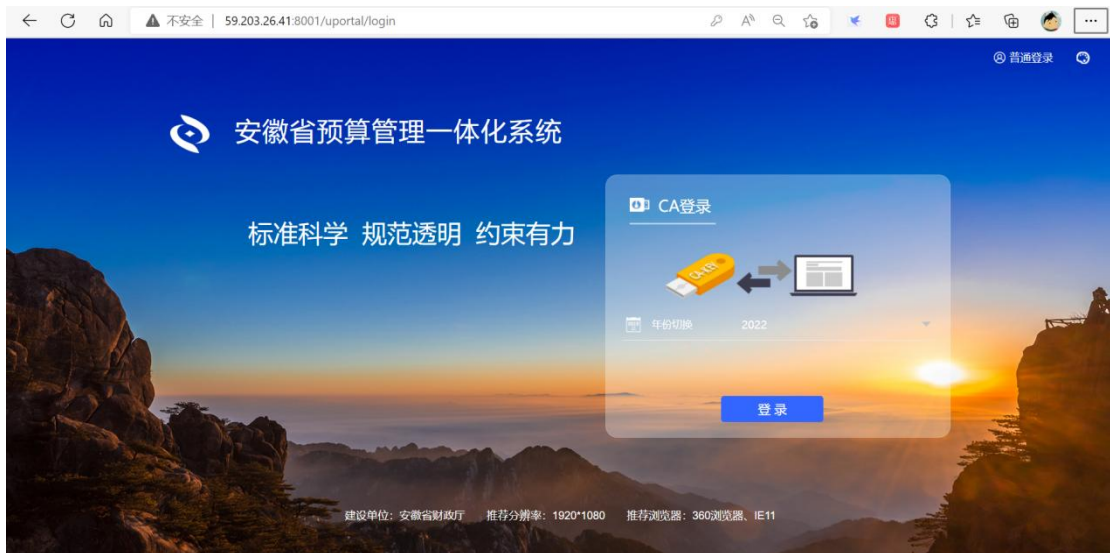 不安全 | 59.203.26.41:8001/uportal/login
普通登录
安徽省预算管理一体化系统
CA登录
标准科学 规范透明 约束有力
CA-KEY
年份切换 2022
登录
建设单位：安徽省财政厅 推荐分辨率：1920*1080 推荐浏览器：360浏览器、IE11